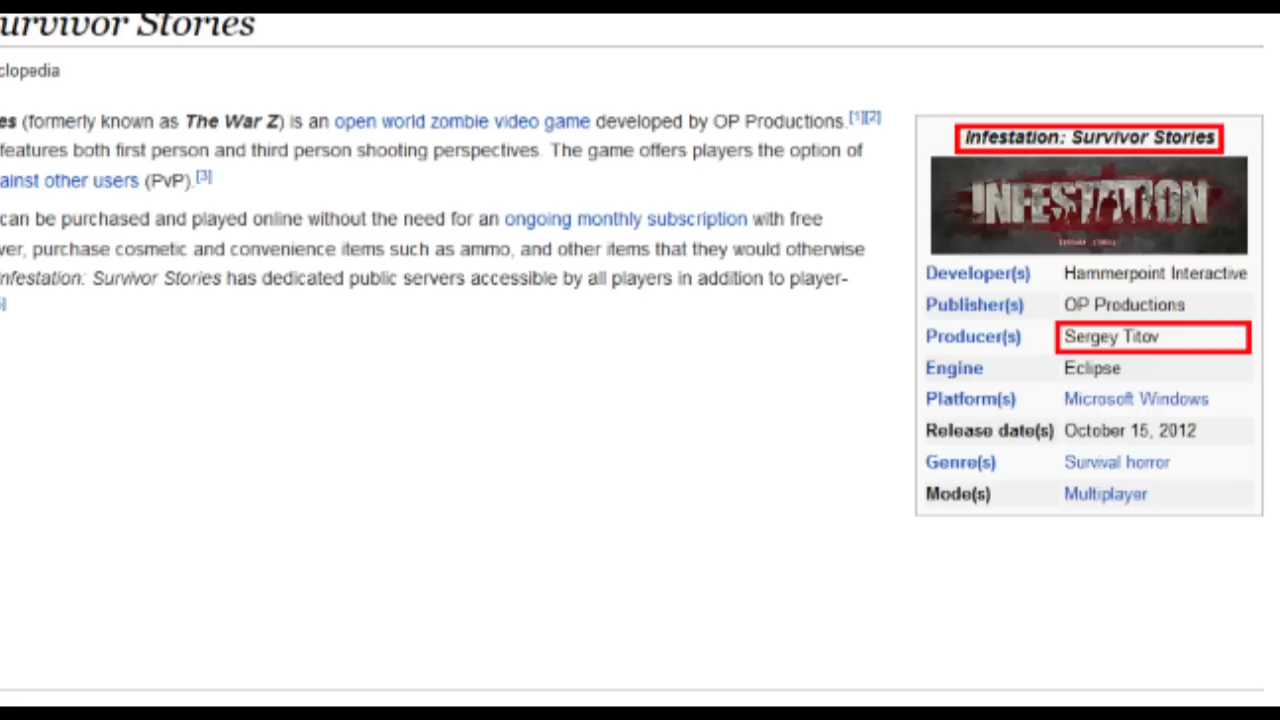 urvivor Stories
clopedia
es (formerly known as The War Z) is an open world zombie video game developed by OP Productions.[1][2]
features both first person and third person shooting perspectives. The game offers players the option of
ainst other users (PvP).[3]
can be purchased and played online without the need for an ongoing monthly subscription with free
ver, purchase cosmetic and convenience items such as ammo, and other items that they would otherwise
nfestation: Survivor Stories has dedicated public servers accessible by all players in addition to player-
Infestation: Survivor Stories
INFESTATION
Developer(s) Hammerpoint Interactive
Publisher(s) OP Productions
Producer(s) Sergey Titov
Engine Eclipse
Platform(s) Microsoft Windows
Release date(s) October 15, 2012
Genre(s) Survival horror
Mode(s) Multiplayer